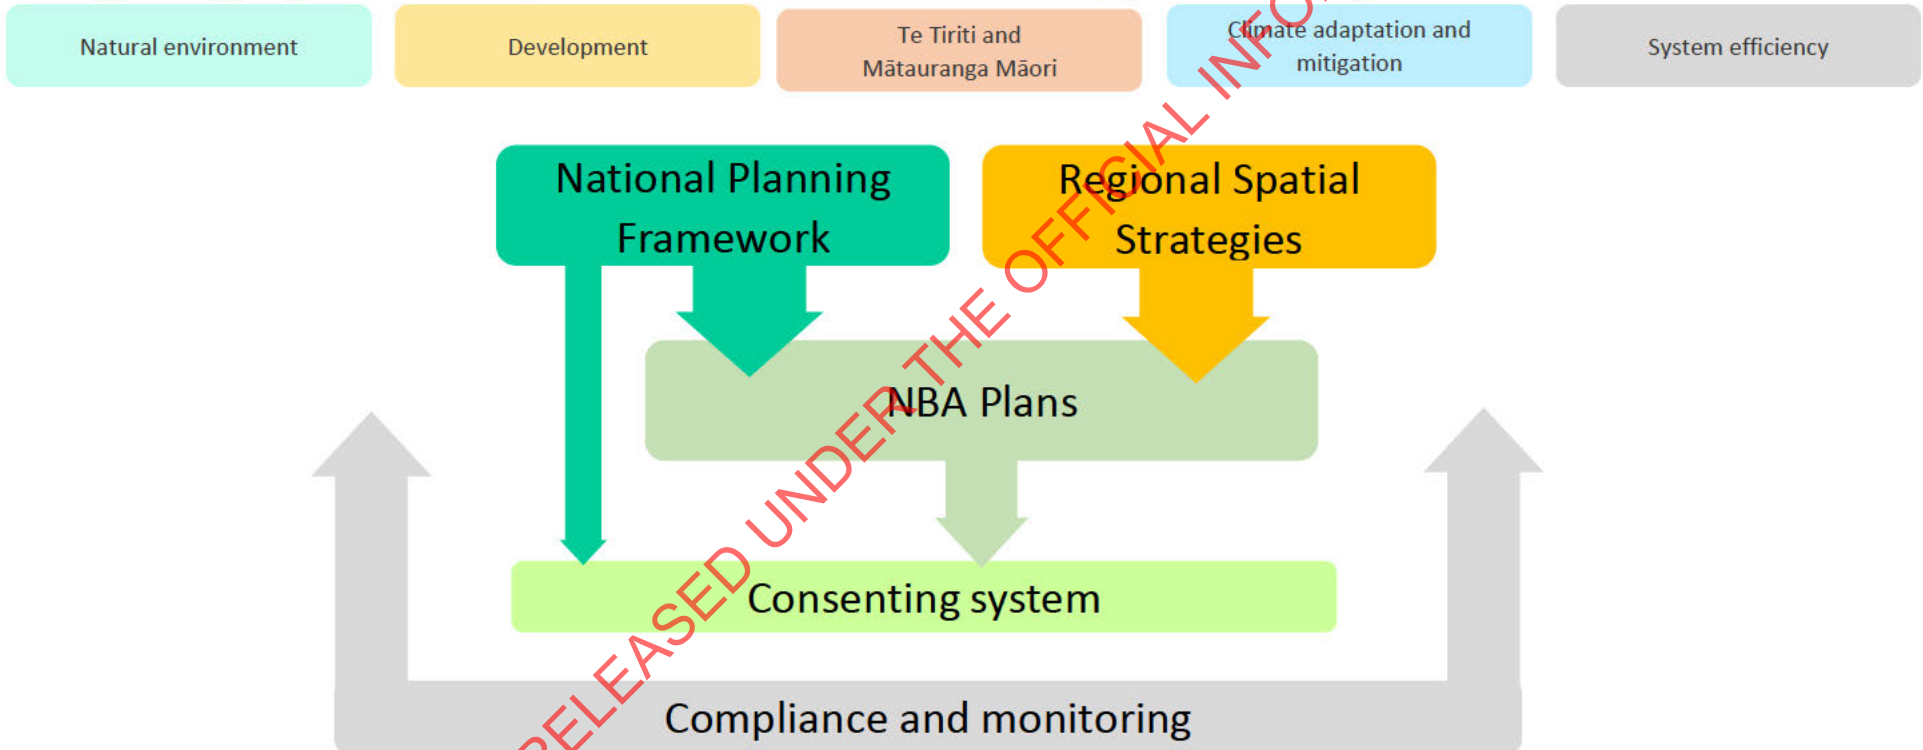 Natural environment
Development
Te Tiriti and
Mātauranga Māori
Climate adaptation and
mitigation
System efficiency
National Planning
Framework
Regional Spatial
Strategies
NBA Plans
Consenting system
Compliance and monitoring
RELEASED UNDER THE OFFICIAL